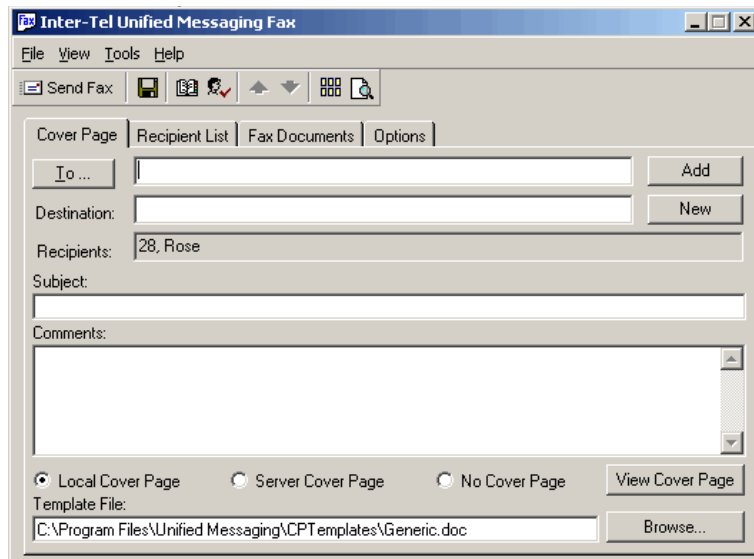 Fax Inter-Tel Unified Messaging Fax
File View Tools Help
Send Fax
Cover Page Recipient List Fax Documents Options
To ... Add
Destination: New
Recipients: 28, Rose
Subject:
Comments:
Local Cover Page Server Cover Page No Cover Page View Cover Page
Template File:
C:\Program Files\Unified Messaging\CPTemplates\Generic.doc Browse...